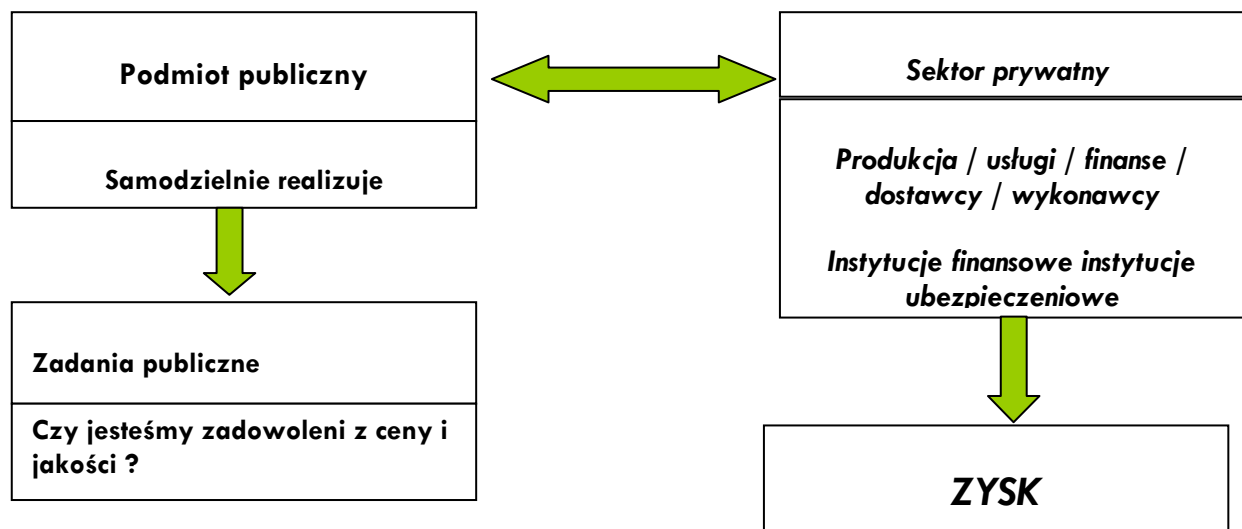 Podmiot publiczny
Samodzielnie realizuje
Zadania publiczne
Czy jesteśmy zadowoleni z ceny i
jakości ?
Sektor prywatny
Produkcja / usługi / finanse /
dostawcy / wykonawcy
Instytucje finansowe instytucje
ubezpieczeniowe
ZYSK